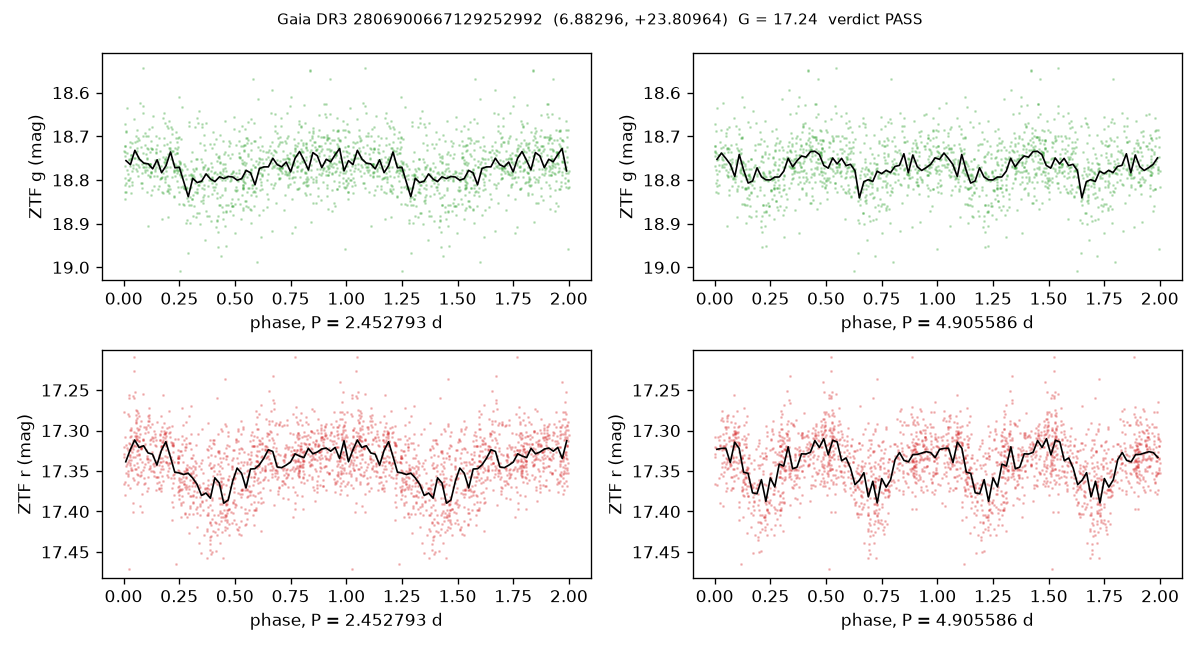 Gaia DR3 2806900667129252992 (6.88296, +23.80964) G = 17.24 verdict PASS
ZTF g (mag)
18.6
18.7
18.8
18.9
19.0
0.00 0.25 0.50 0.75 1.00 1.25 1.50 1.75 2.00
phase, P = 2.452793 d
ZTF g (mag)
18.6
18.7
18.8
18.9
19.0
0.00 0.25 0.50 0.75 1.00 1.25 1.50 1.75 2.00
phase, P = 4.905586 d
ZTF r (mag)
17.25
17.30
17.35
17.40
17.45
0.00 0.25 0.50 0.75 1.00 1.25 1.50 1.75 2.00
phase, P = 2.452793 d
ZTF r (mag)
17.25
17.30
17.35
17.40
17.45
0.00 0.25 0.50 0.75 1.00 1.25 1.50 1.75 2.00
phase, P = 4.905586 d